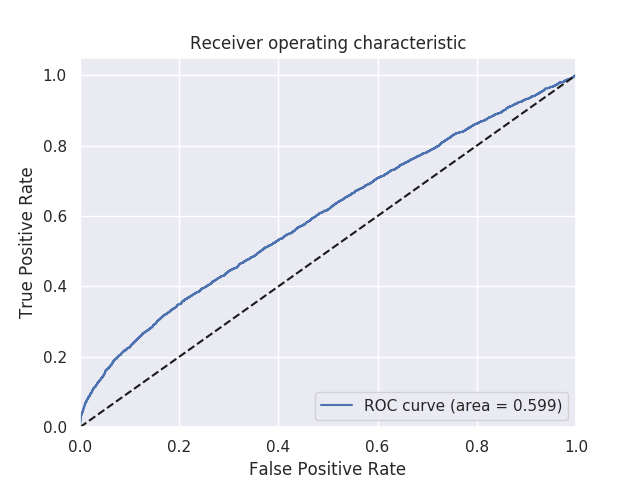 Receiver operating characteristic
True Positive Rate
1.0
0.8
0.6
0.4
0.2
0.0
ROC curve (area = 0.599)
0.0 0.2 0.4 0.6 0.8 1.0
False Positive Rate